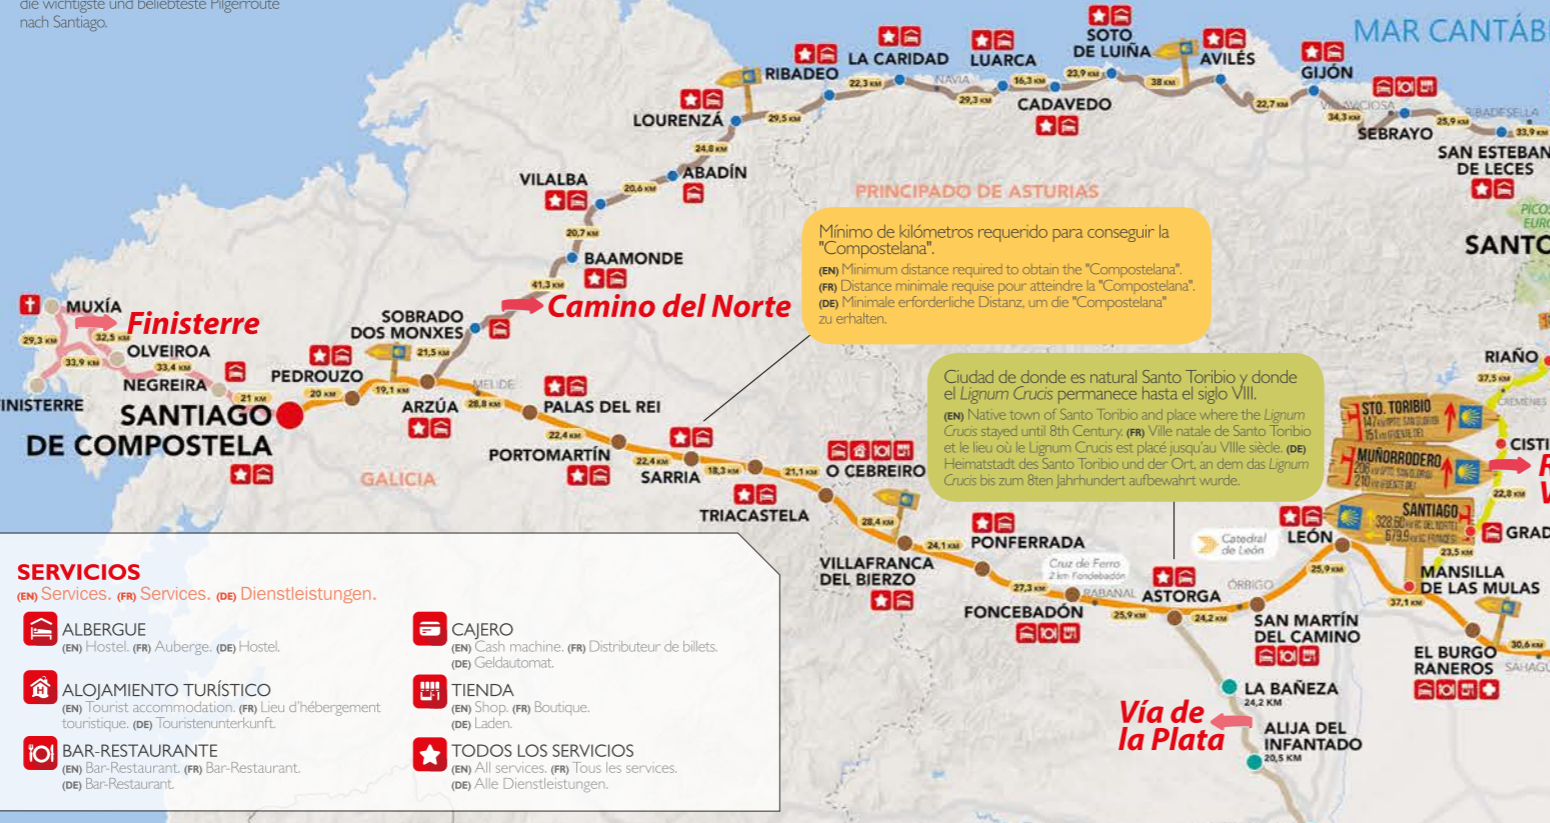 die wichtigste und beliebteste Pilgerroute
nach Santiago.
MAR CANTÁB
SOTO
DE LUIÑA
AVILÉS
GIJÓN
RIBADEO
LA CARIDAD
LUARCA
22,3 KM
NAVIA
29,3 KM
16,3 KM
23,9 KM
38 KM
22,7 KM
CADAVEDO
VILLAVICIOSA
34,3 KM
SEBRAYO
25,9 KM
RIBADESELLA
33,9 KM
SAN ESTEBAN
DE LECES
LOURENZÁ
29,5 KM
24,8 KM
ABADÍN
VILALBA
20,6 KM
20,7 KM
BAAMONDE
41,3 KM
PRINCIPADO DE ASTURIAS
PICOS
EURO
SANTO
Mínimo de kilómetros requerido para conseguir la
"Compostelana".
(EN) Minimum distance required to obtain the "Compostelana".
(FR) Distance minimale requise pour atteindre la "Compostelana".
(DE) Minimale erforderliche Distanz, um die "Compostelana"
zu erhalten.
Camino del Norte
MUXÍA
Finisterre
29,3 KM
32,5 KM
OLVEIROA
33,9 KM
33,4 KM
NEGREIRA
21 KM
INISTERRE
SANTIAGO
DE COMPOSTELA
SOBRADO
DOS MONXES
21,5 KM
PEDROUZO
20 KM
19,1 KM
ARZÚA
MELIDE
28,8 KM
PALAS DEL REI
22,4 KM
PORTOMARTÍN
22,4 KM
SARRIA
18,3 KM
TRIACASTELA
21,1 KM
O CEBREIRO
GALICIA
Ciudad de donde es natural Santo Toribio y donde
el Lignum Crucis permanece hasta el siglo VIII.
(EN) Native town of Santo Toribio and place where the Lignum
Crucis stayed until 8th Century. (FR) Ville natale de Santo Toribio
et le lieu où le Lignum Crucis est placé jusqu'au VIIIe siècle. (DE)
Heimatstadt des Santo Toribio und der Ort, an dem das Lignum
Crucis bis zum 8ten Jahrhundert aufbewahrt wurde.
RIAÑO
37,5 KM
CRÉMENES
CISTI
22,8 KM
GRAD
23,5 KM
STO. TORIBIO
MUÑORRODERO
SANTIAGO
28,4 KM
VILLAFRANCA
DEL BIERZO
24,1 KM
PONFERRADA
27,3 KM
FONCEBADÓN
Cruz de Ferro
2 km Foncebadón
RABANAL
25,9 KM
ASTORGA
24,2 KM
ÓRBIGO
Catedral
de León
LEÓN
25,9 KM
SAN MARTÍN
DEL CAMINO
MANSILLA
DE LAS MULAS
37,1 KM
EL BURGO
RANEROS
30,6 KM
SAHAGÚ
LA BAÑEZA
24,2 KM
Vía de
la Plata
ALIJA DEL
INFANTADO
20,5 KM
SERVICIOS
(EN) Services. (FR) Services. (DE) Dienstleistungen.
ALBERGUE
(EN) Hostel. (FR) Auberge. (DE) Hostel.
ALOJAMIENTO TURÍSTICO
(EN) Tourist accommodation. (FR) Lieu d'hébergement
touristique. (DE) Touristenunterkunft.
BAR-RESTAURANTE
(EN) Bar-Restaurant. (FR) Bar-Restaurant.
(DE) Bar-Restaurant.
CAJERO
(EN) Cash machine. (FR) Distributeur de billets.
(DE) Geldautomat.
TIENDA
(EN) Shop. (FR) Boutique.
(DE) Laden.
TODOS LOS SERVICIOS
(EN) All services. (FR) Tous les services.
(DE) Alle Dienstleistungen.